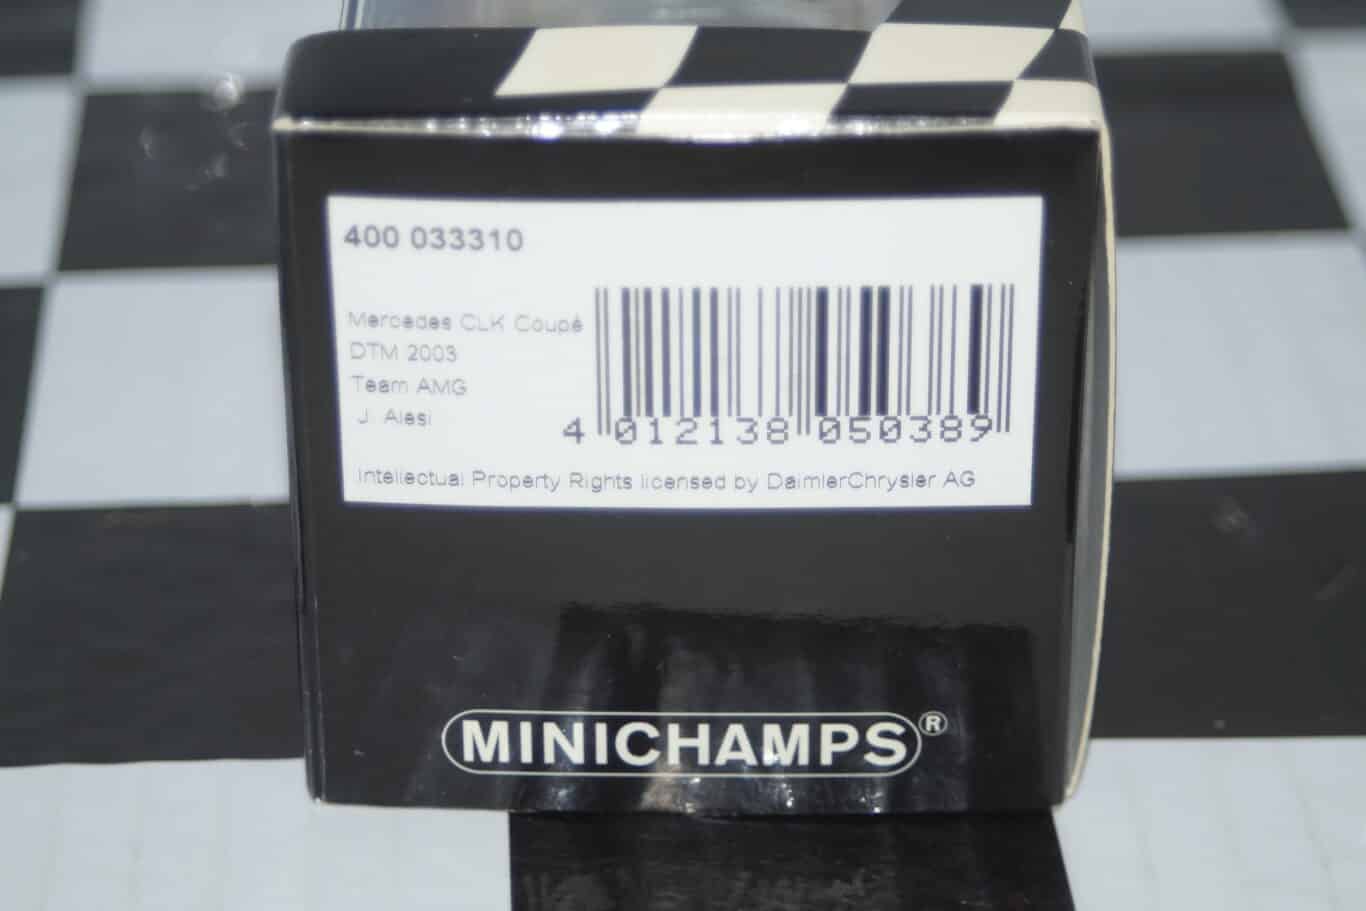 400 033310
Mercedes CLK Coupé
DTM 2003
Team AMG
J. Alesi
4 012138 050389
Intellectual Property Rights licensed by DaimlerChrysler AG
MINICHAMPS®